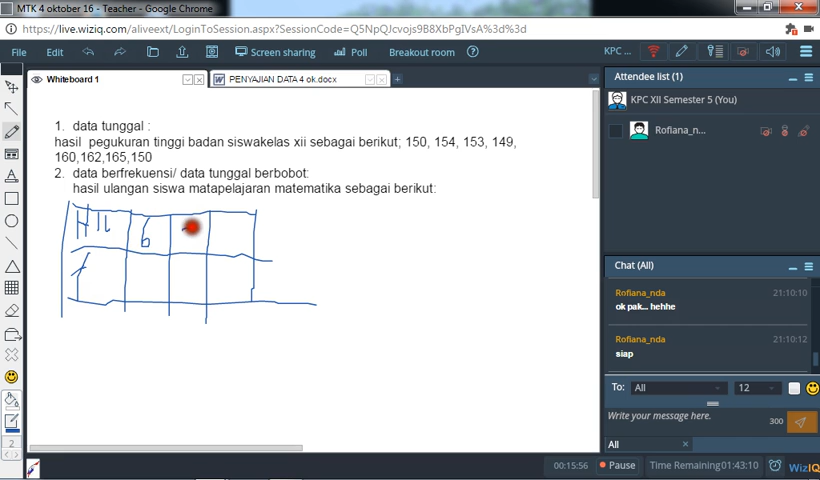 MTK 4 oktober 16 - Teacher - Google Chrome
https://live.wiziq.com/aliveext/LoginToSession.aspx?SessionCode=Q5NpQJcvojs9B8XbPgIVsA%3d%3d
File Edit Screen sharing Poll Breakout room KPC ...
Whiteboard 1 PENYAJIAN DATA 4 ok.docx
Attendee list (1)
KPC XII Semester 5 (You)
Rofiana_n...
1. data tunggal :
hasil pegukuran tinggi badan siswakelas xii sebagai berikut; 150, 154, 153, 149,
160,162,165,150
2. data berfrekuensi/ data tunggal berbobot:
hasil ulangan siswa matapelajaran matematika sebagai berikut:
6
f
2
Chat (All)
Rofiana_nda 21:10:10
ok pak... hehhe
Rofiana_nda 21:10:12
siap
To: All 12
Write your message here. 300
All
00:15:56 Pause Time Remaining 01:43:10 WizIQ